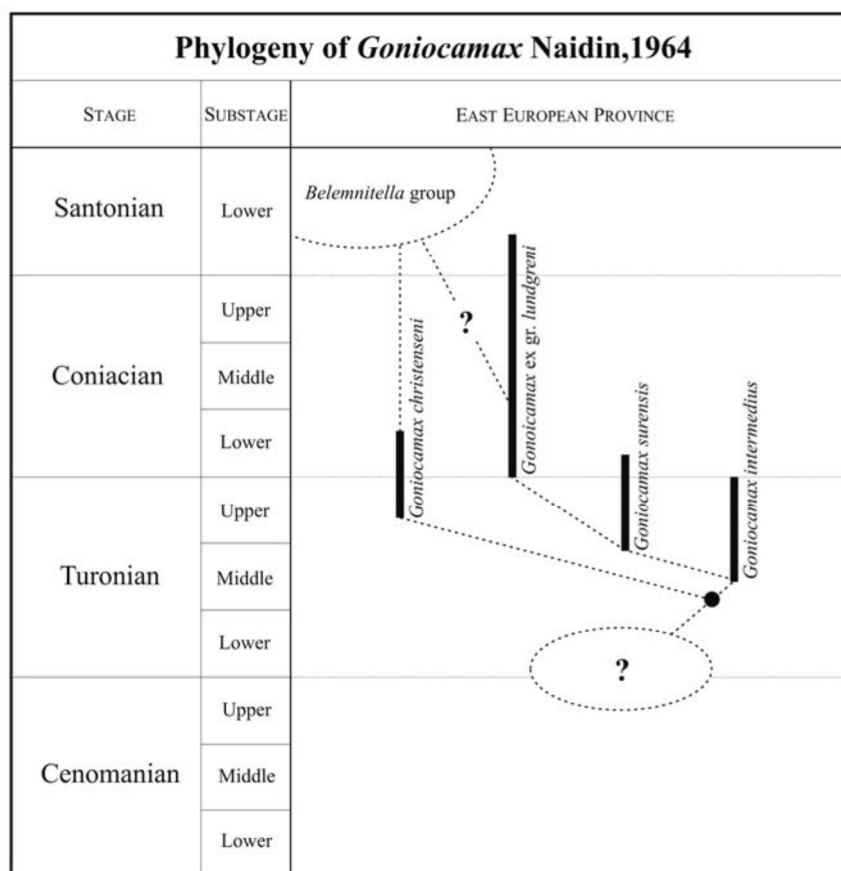 Phylogeny of Goniocamax Naidin,1964
STAGE
SUBSTAGE
EAST EUROPEAN PROVINCE
Santonian
Lower
Belemnitella group
Coniacian
Upper
Middle
Lower
?
Goniocamax christenseni
Gonoicamax ex gr. lundgreni
Goniocamax surensis
Goniocamax intermedius
Turonian
Upper
Middle
Lower
?
Cenomanian
Upper
Middle
Lower